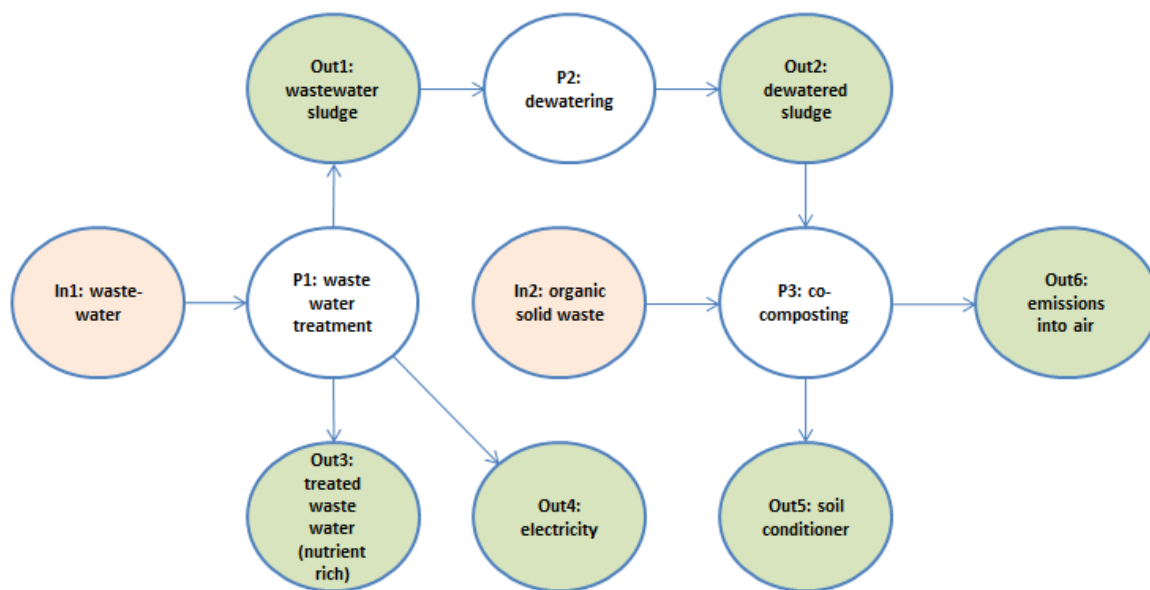 Out1:
wastewater
sludge
P2:
dewatering
Out2:
dewatered
sludge
In1: waste-
water
P1: waste
water
treatment
In2: organic
solid waste
P3: co-
composting
Out6:
emissions
into air
Out3:
treated
waste
water
(nutrient
rich)
Out4:
electricity
Out5: soil
conditioner